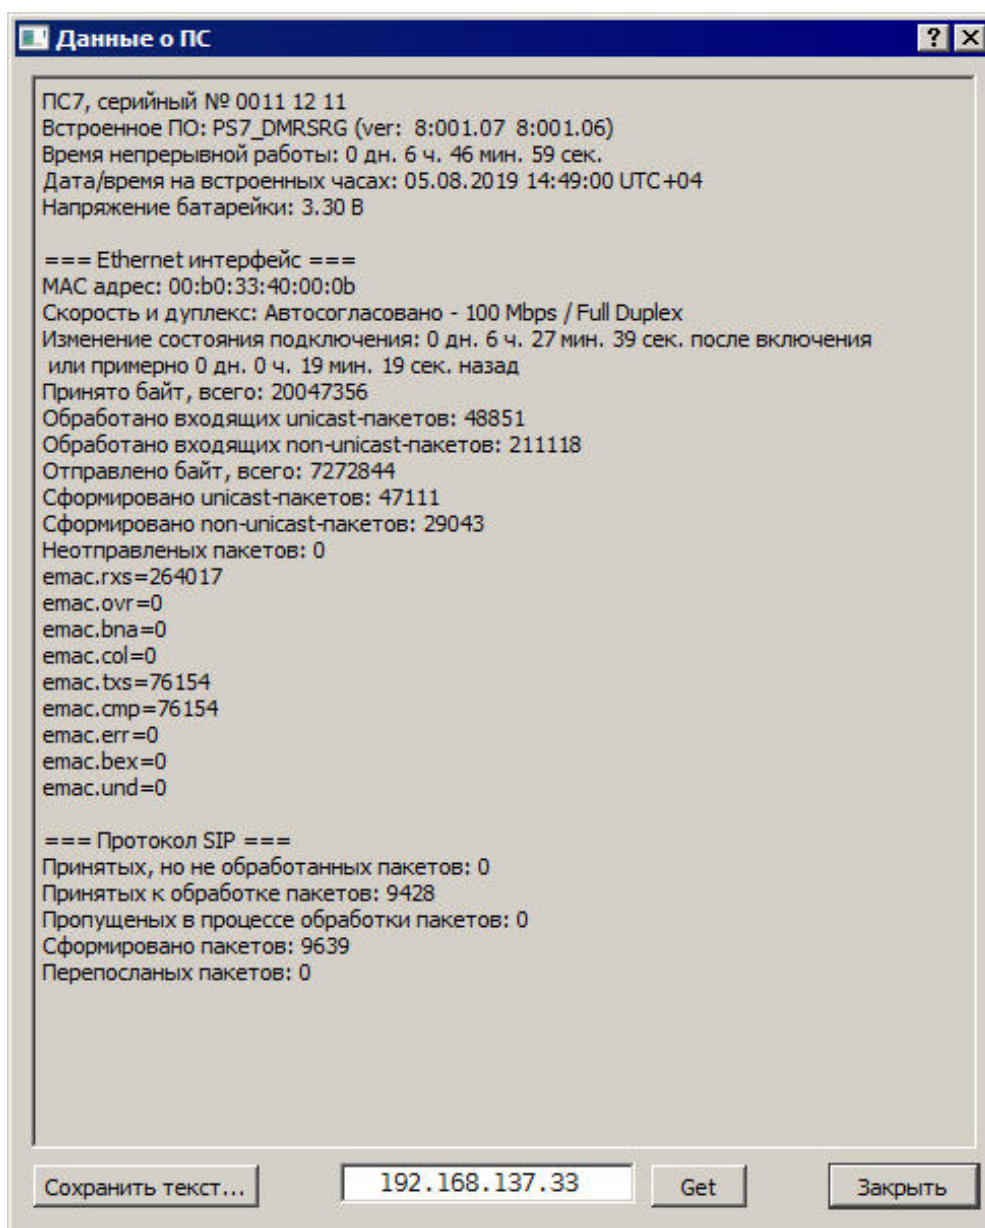 Данные о ПС
ПС7, серийный № 0011 12 11
Встроенное ПО: PS7_DMRSRG (ver: 8:001.07 8:001.06)
Время непрерывной работы: 0 дн. 6 ч. 46 мин. 59 сек.
Дата/время на встроенных часах: 05.08.2019 14:49:00 UTC+04
Напряжение батарейки: 3.30 В
=== Ethernet интерфейс ===
MAC адрес: 00:b0:33:40:00:0b
Скорость и дуплекс: Автосогласовано - 100 Mbps / Full Duplex
Изменение состояния подключения: 0 дн. 6 ч. 27 мин. 39 сек. после включения
или примерно 0 дн. 0 ч. 19 мин. 19 сек. назад
Принято байт, всего: 20047356
Обработано входящих unicast-пакетов: 48851
Обработано входящих non-unicast-пакетов: 211118
Отправлено байт, всего: 7272844
Сформировано unicast-пакетов: 47111
Сформировано non-unicast-пакетов: 29043
Неотправленых пакетов: 0
emac.rxs=264017
emac.ovr=0
emac.bna=0
emac.col=0
emac.txs=76154
emac.cmp=76154
emac.err=0
emac.bex=0
emac.und=0
=== Протокол SIP ===
Принятых, но не обработанных пакетов: 0
Принятых к обработке пакетов: 9428
Пропущеных в процессе обработки пакетов: 0
Сформировано пакетов: 9639
Перепосланых пакетов: 0
Сохранить текст... 192.168.137.33 Get Закрыть